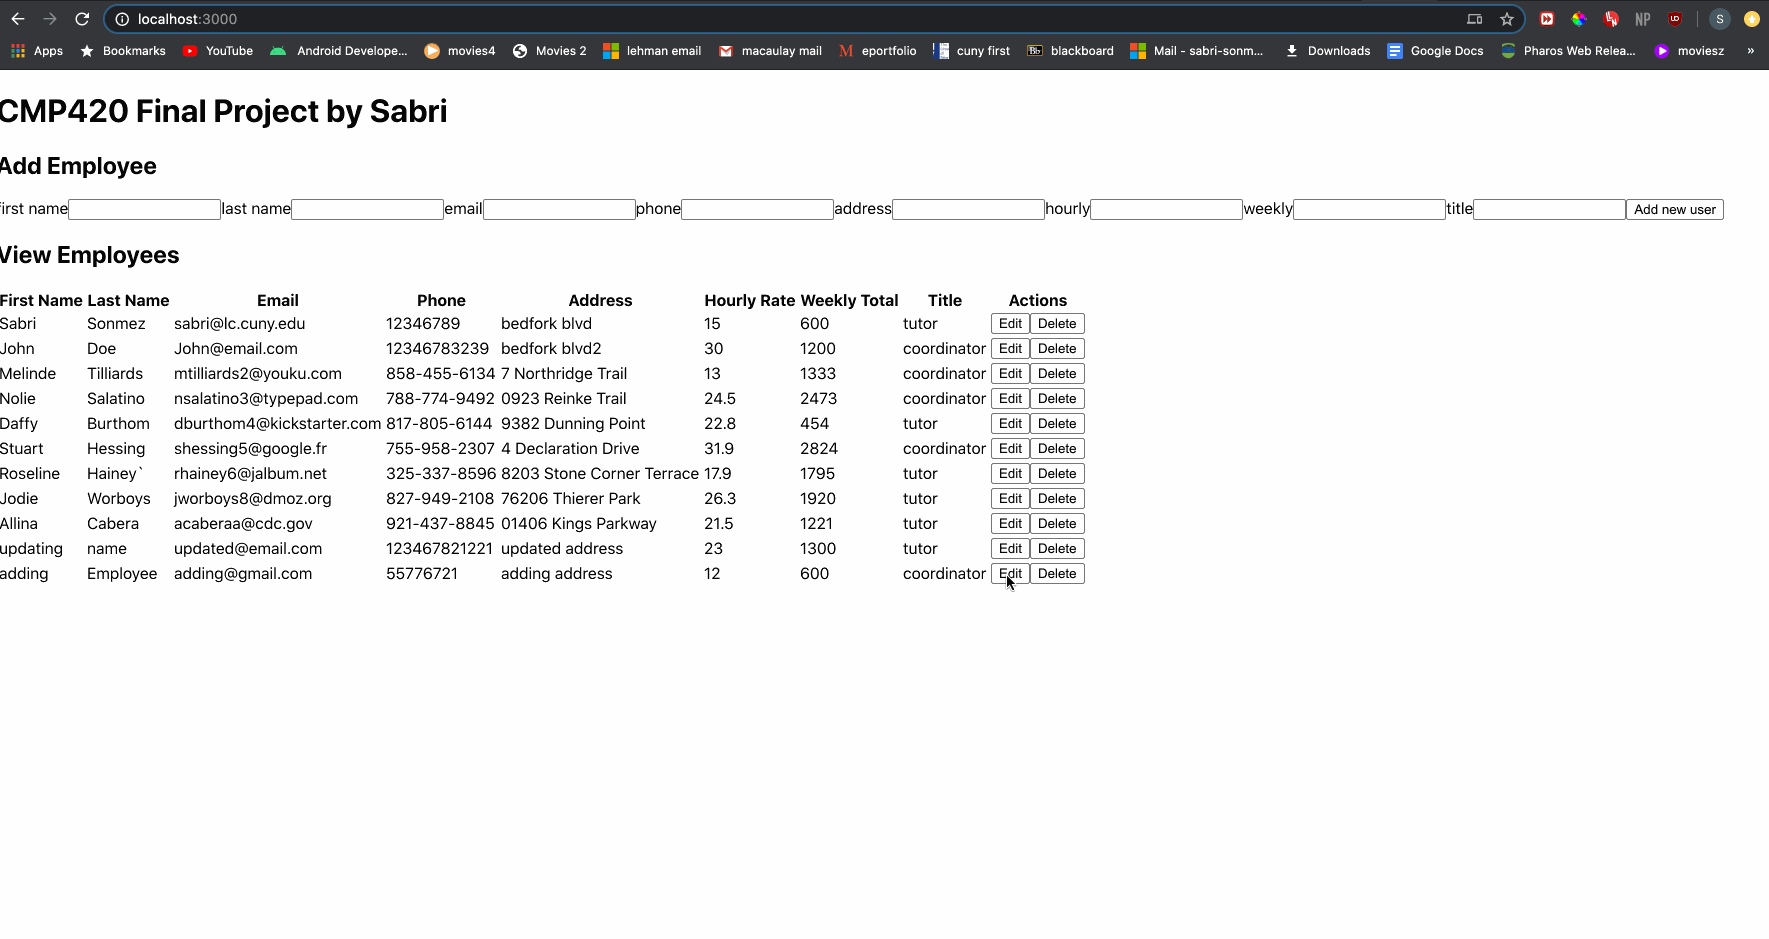 localhost:3000 NP UD S
Apps Bookmarks YouTube Android Develope... movies4 Movies 2 lehman email macaulay mail M eportfolio cuny first Bb blackboard Mail - sabri-sonm... Downloads Google Docs Pharos Web Relea... moviesz »
CMP420 Final Project by Sabri
Add Employee
first name last name email phone address hourly weekly title Add new user
View Employees
First Name Last Name Email Phone Address Hourly Rate Weekly Total Title Actions
Sabri Sonmez sabri@lc.cuny.edu 12346789 bedfork blvd 15 600 tutor Edit Delete
John Doe John@email.com 12346783239 bedfork blvd2 30 1200 coordinator Edit Delete
Melinde Tilliards mtilliards2@youku.com 858-455-6134 7 Northridge Trail 13 1333 coordinator Edit Delete
Nolie Salatino nsalatino3@typepad.com 788-774-9492 0923 Reinke Trail 24.5 2473 coordinator Edit Delete
Daffy Burthom dburthom4@kickstarter.com 817-805-6144 9382 Dunning Point 22.8 454 tutor Edit Delete
Stuart Hessing shessing5@google.fr 755-958-2307 4 Declaration Drive 31.9 2824 coordinator Edit Delete
Roseline Hainey` rhainey6@jalbum.net 325-337-8596 8203 Stone Corner Terrace 17.9 1795 tutor Edit Delete
Jodie Worboys jworboys8@dmoz.org 827-949-2108 76206 Thierer Park 26.3 1920 tutor Edit Delete
Allina Cabera acaberaa@cdc.gov 921-437-8845 01406 Kings Parkway 21.5 1221 tutor Edit Delete
updating name updated@email.com 123467821221 updated address 23 1300 tutor Edit Delete
adding Employee adding@gmail.com 55776721 adding address 12 600 coordinator Edit Delete